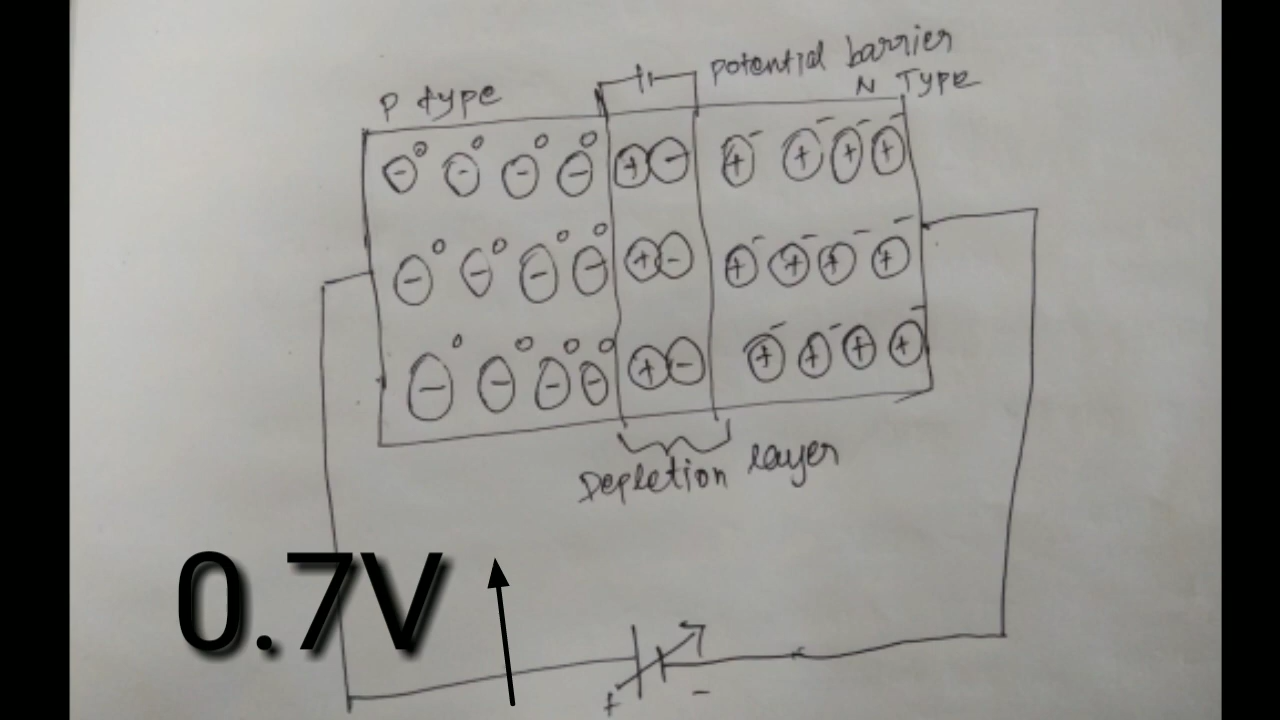 potential barrier
P type
N Type
Depletion layer
0.7V
+ -